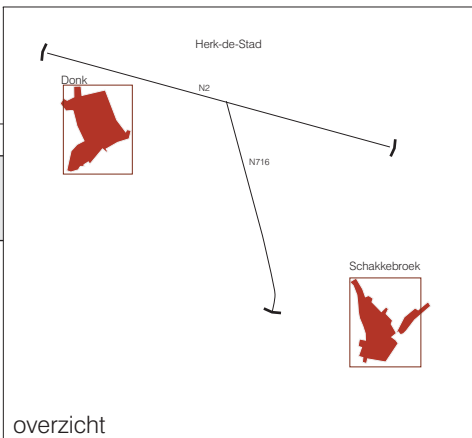 Herk-de-Stad
Donk
N2
N716
Schakkebroek
overzicht